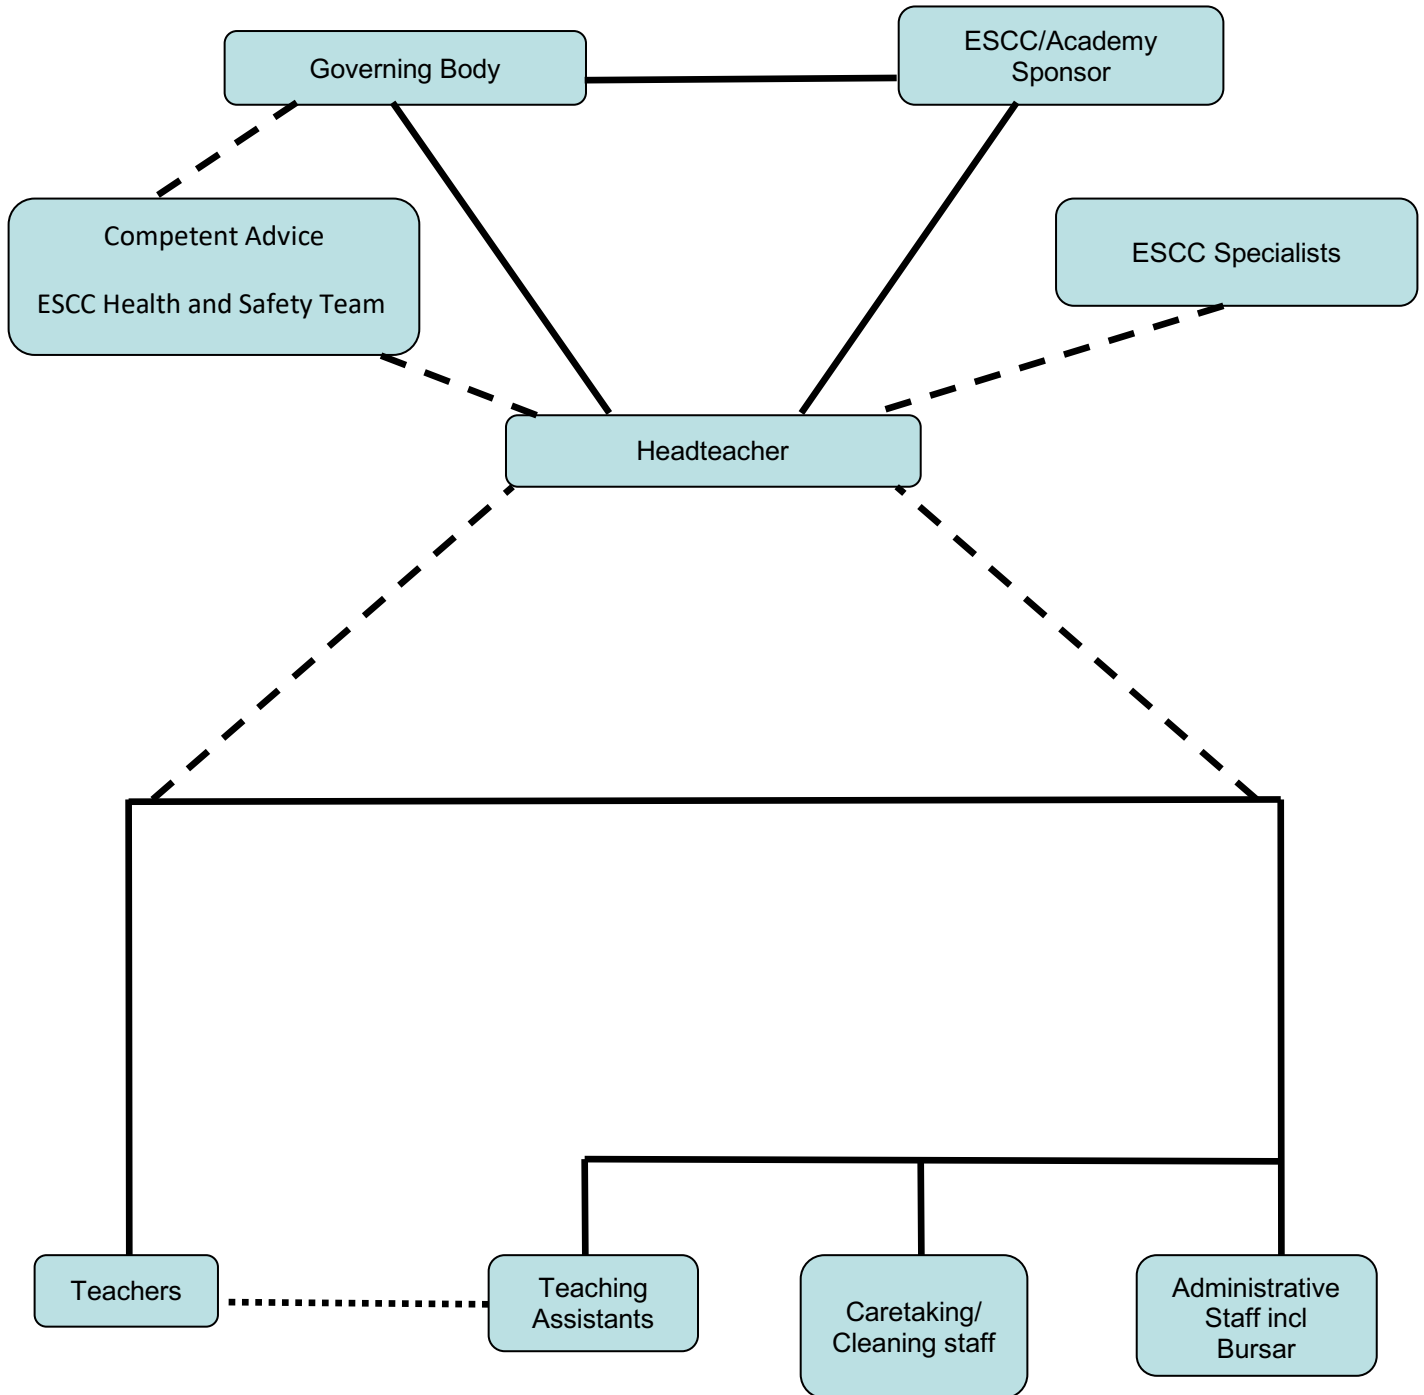 Governing Body
ESCC/Academy
Sponsor
Competent Advice
ESCC Health and Safety Team
ESCC Specialists
Headteacher
Teachers
Teaching
Assistants
Caretaking/
Cleaning staff
Administrative
Staff incl
Bursar